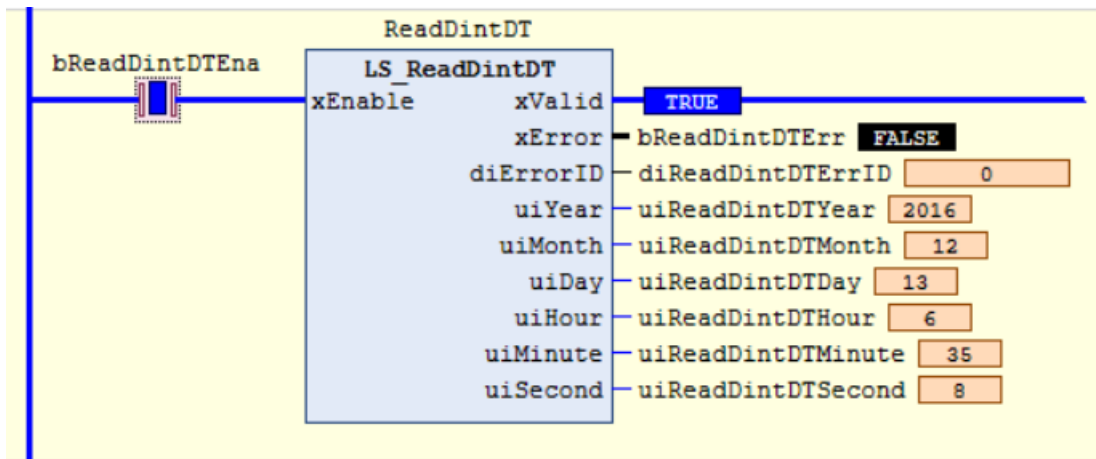 ReadDintDT
bReadDintDTEna
LS_ReadDintDT
xEnable xValid TRUE
xError bReadDintDTErr FALSE
diErrorID diReadDintDTErrID 0
uiYear uiReadDintDTYear 2016
uiMonth uiReadDintDTMonth 12
uiDay uiReadDintDTDay 13
uiHour uiReadDintDTHour 6
uiMinute uiReadDintDTMinute 35
uiSecond uiReadDintDTSecond 8